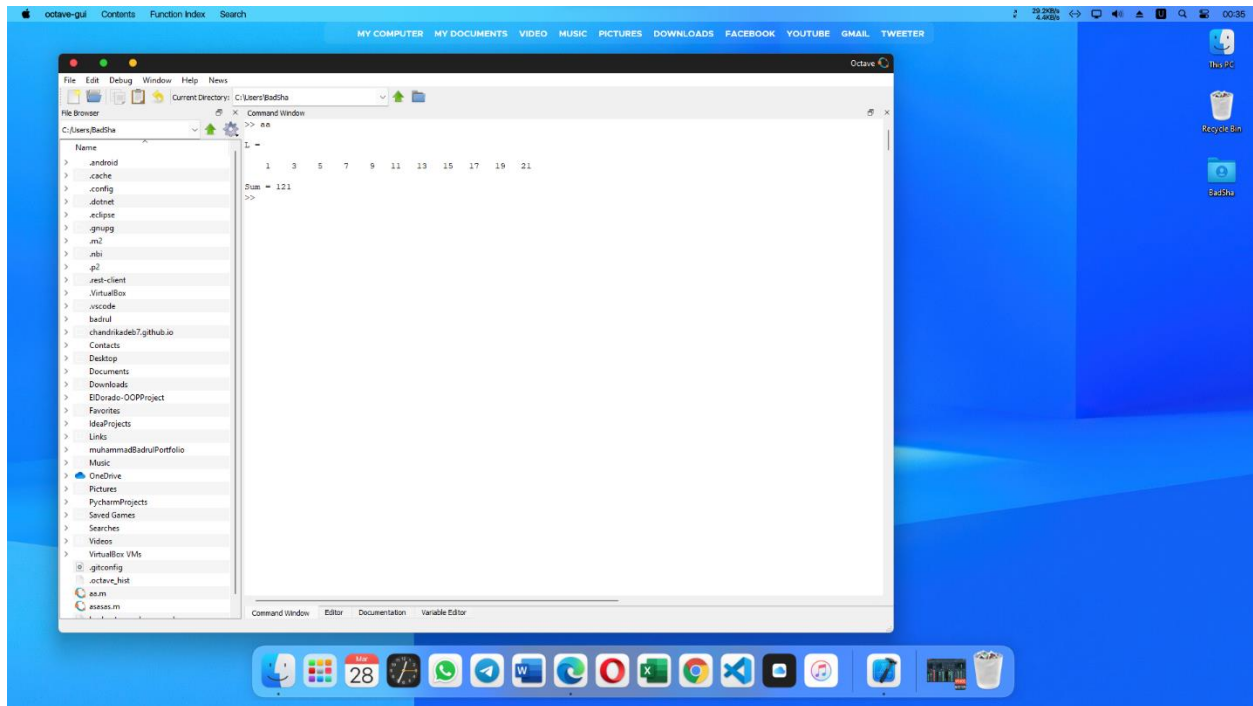 octave-gui Contents Function Index Search
29.2KB/s
4.4KB/s
00:35
MY COMPUTER MY DOCUMENTS VIDEO MUSIC PICTURES DOWNLOADS FACEBOOK YOUTUBE GMAIL TWEETER
This PC
Recycle Bin
BadSha
Octave
File Edit Debug Window Help News
Current Directory: C:\Users\BadSha
File Browser
C:/Users/BadSha
Name
.android
.cache
.config
.dotnet
.eclipse
.gnupg
.m2
.nbi
.p2
.rest-client
.VirtualBox
.vscode
badrul
chandrikadeb7.github.io
Contacts
Desktop
Documents
Downloads
ElDorado-OOPProject
Favorites
IdeaProjects
Links
muhammadBadrulPortfolio
Music
OneDrive
Pictures
PycharmProjects
Saved Games
Searches
Videos
VirtualBox VMs
.gitconfig
.octave_hist
aa.m
asasas.m
Command Window
>> aa
L =
1 3 5 7 9 11 13 15 17 19 21
Sum = 121
>>
Command Window Editor Documentation Variable Editor
Mar
28